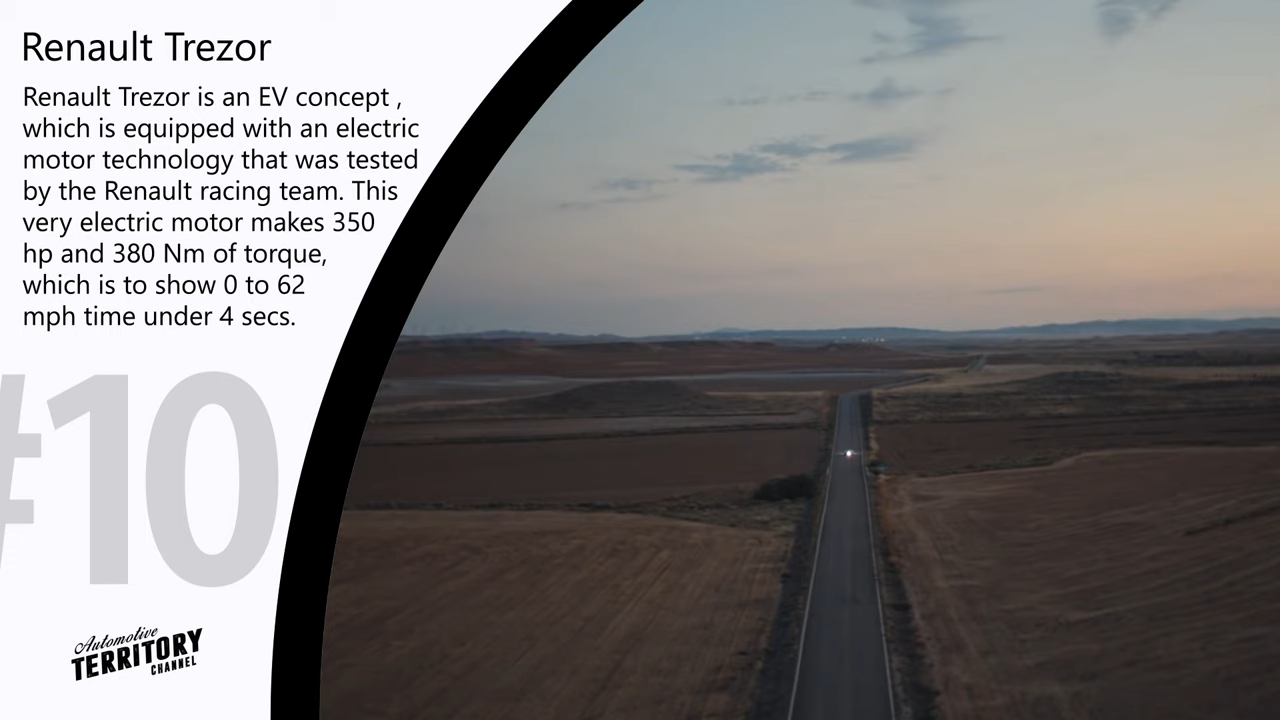 Renault Trezor
Renault Trezor is an EV concept ,
which is equipped with an electric
motor technology that was tested
by the Renault racing team. This
very electric motor makes 350
hp and 380 Nm of torque,
which is to show 0 to 62
mph time under 4 secs.
#10
Automotive
TERRITORY
CHANNEL